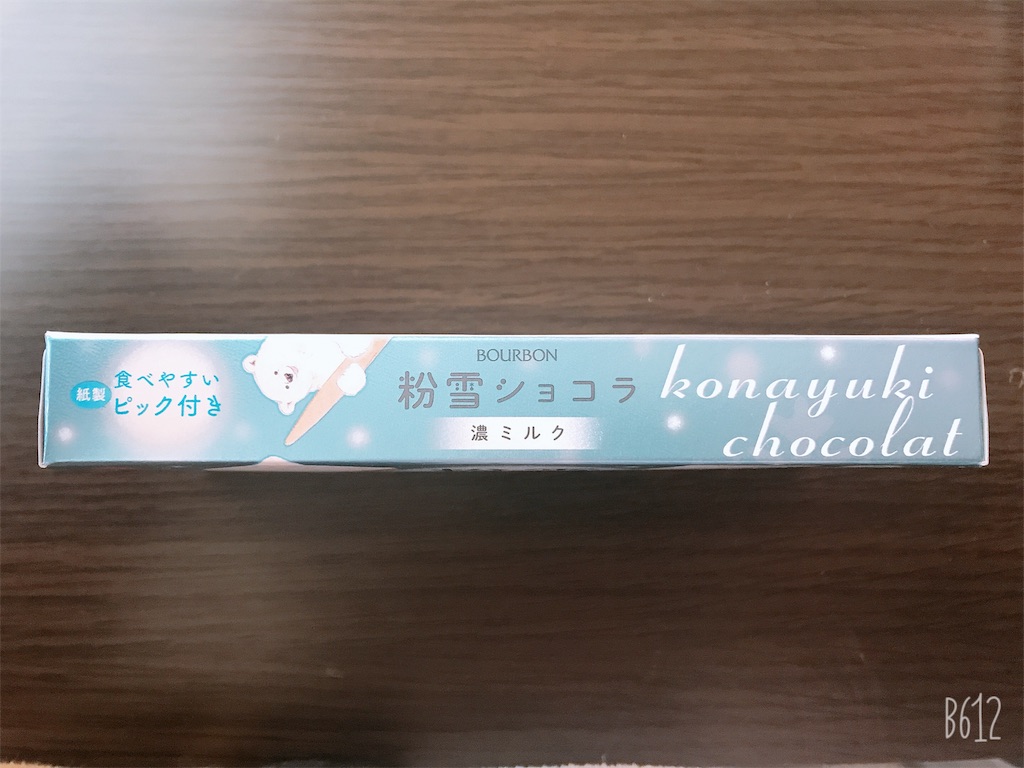 紙製
食べやすい
ピック付き
BOURBON
粉雪ショコラ
濃ミルク
konayuki
chocolat
B612